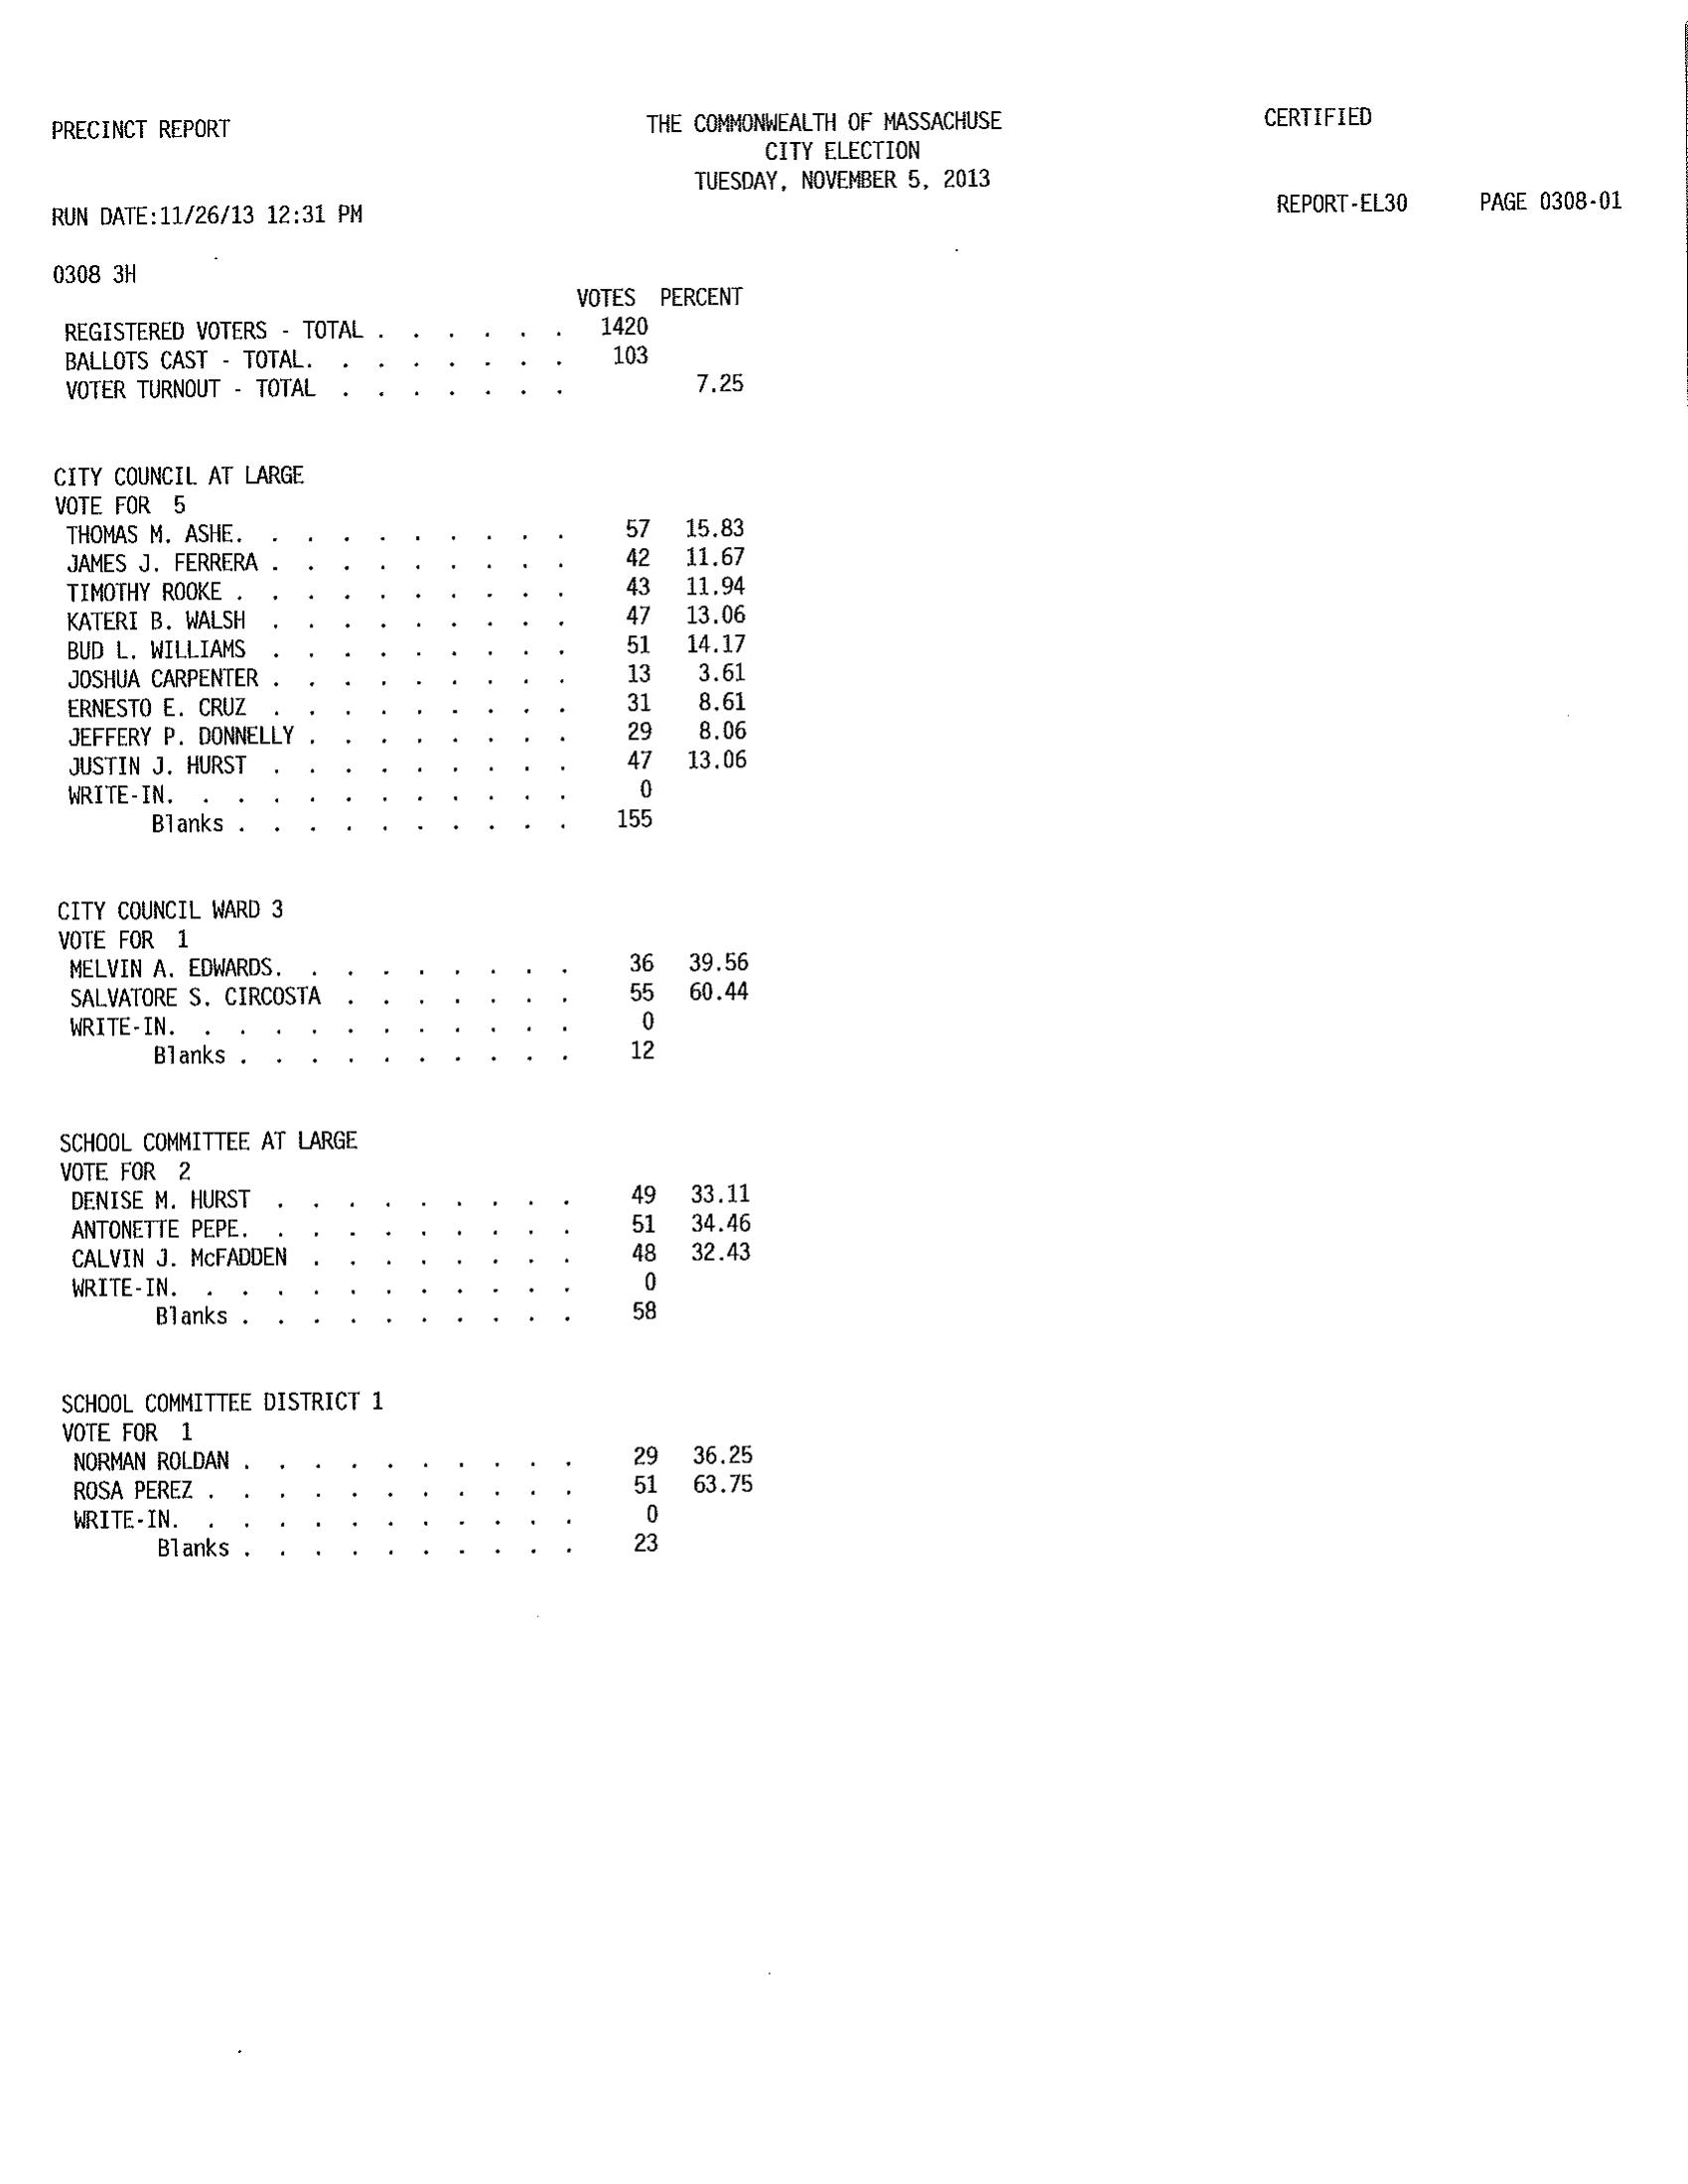 PRECINCT REPORT THE COMMONWEALTH OF MASSACHUSE CERTIFIED
CITY ELECTION
TUESDAY, NOVEMBER 5, 2013
RUN DATE:11/26/13 12:31 PM REPORT-EL30 PAGE 0308-01
0308 3H
VOTES PERCENT
REGISTERED VOTERS - TOTAL . . . . . . 1420
BALLOTS CAST - TOTAL. . . . . . . . 103
VOTER TURNOUT - TOTAL . . . . . . . 7.25
CITY COUNCIL AT LARGE
VOTE FOR 5
THOMAS M. ASHE. . . . . . . . . . 57 15.83
JAMES J. FERRERA . . . . . . . . . 42 11.67
TIMOTHY ROOKE . . . . . . . . . . 43 11.94
KATERI B. WALSH . . . . . . . . . 47 13.06
BUD L. WILLIAMS . . . . . . . . . 51 14.17
JOSHUA CARPENTER . . . . . . . . . 13 3.61
ERNESTO E. CRUZ . . . . . . . . . 31 8.61
JEFFERY P. DONNELLY . . . . . . . . 29 8.06
JUSTIN J. HURST . . . . . . . . . 47 13.06
WRITE-IN. . . . . . . . . . . . 0
Blanks . . . . . . . . . . 155
CITY COUNCIL WARD 3
VOTE FOR 1
MELVIN A. EDWARDS. . . . . . . . . 36 39.56
SALVATORE S. CIRCOSTA . . . . . . . 55 60.44
WRITE-IN. . . . . . . . . . . . 0
Blanks . . . . . . . . . . 12
SCHOOL COMMITTEE AT LARGE
VOTE FOR 2
DENISE M. HURST . . . . . . . . . 49 33.11
ANTONETTE PEPE. . . . . . . . . . 51 34.46
CALVIN J. McFADDEN . . . . . . . . 48 32.43
WRITE-IN. . . . . . . . . . . . 0
Blanks . . . . . . . . . . 58
SCHOOL COMMITTEE DISTRICT 1
VOTE FOR 1
NORMAN ROLDAN . . . . . . . . . . 29 36.25
ROSA PEREZ . . . . . . . . . . . 51 63.75
WRITE-IN. . . . . . . . . . . . 0
Blanks . . . . . . . . . . 23